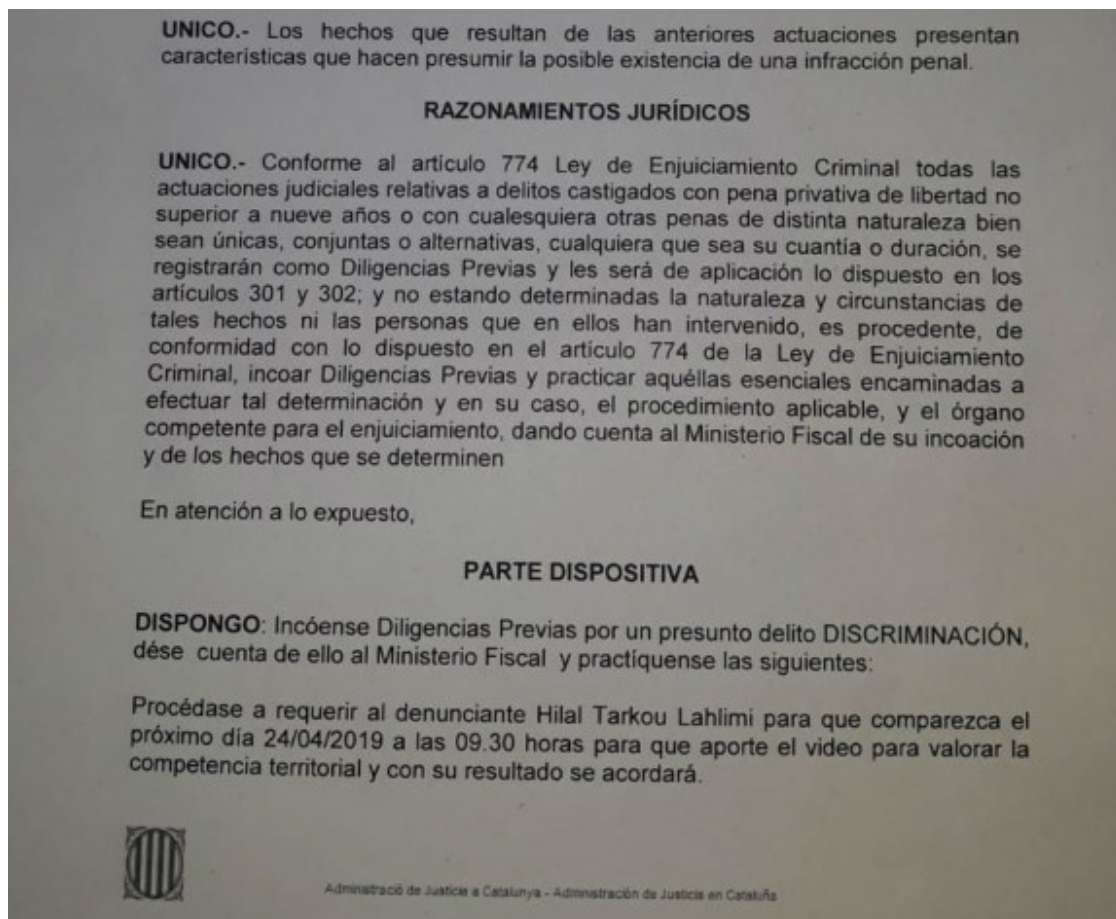 UNICO.- Los hechos que resultan de las anteriores actuaciones presentan
características que hacen presumir la posible existencia de una infracción penal.
RAZONAMIENTOS JURÍDICOS
UNICO.- Conforme al artículo 774 Ley de Enjuiciamiento Criminal todas las
actuaciones judiciales relativas a delitos castigados con pena privativa de libertad no
superior a nueve años o con cualesquiera otras penas de distinta naturaleza bien
sean únicas, conjuntas o alternativas, cualquiera que sea su cuantía o duración, se
registrarán como Diligencias Previas y les será de aplicación lo dispuesto en los
artículos 301 y 302; y no estando determinadas la naturaleza y circunstancias de
tales hechos ni las personas que en ellos han intervenido, es procedente, de
conformidad con lo dispuesto en el artículo 774 de la Ley de Enjuiciamiento
Criminal, incoar Diligencias Previas y practicar aquéllas esenciales encaminadas a
efectuar tal determinación y en su caso, el procedimiento aplicable, y el órgano
competente para el enjuiciamiento, dando cuenta al Ministerio Fiscal de su incoación
y de los hechos que se determinen
En atención a lo expuesto,
PARTE DISPOSITIVA
DISPONGO: Incóense Diligencias Previas por un presunto delito DISCRIMINACIÓN,
dése cuenta de ello al Ministerio Fiscal y practíquense las siguientes:
Procédase a requerir al denunciante Hilal Tarkou Lahlimi para que comparezca el
próximo día 24/04/2019 a las 09.30 horas para que aporte el video para valorar la
competencia territorial y con su resultado se acordará.
Administració de Justícia a Catalunya - Administración de Justicia en Cataluña